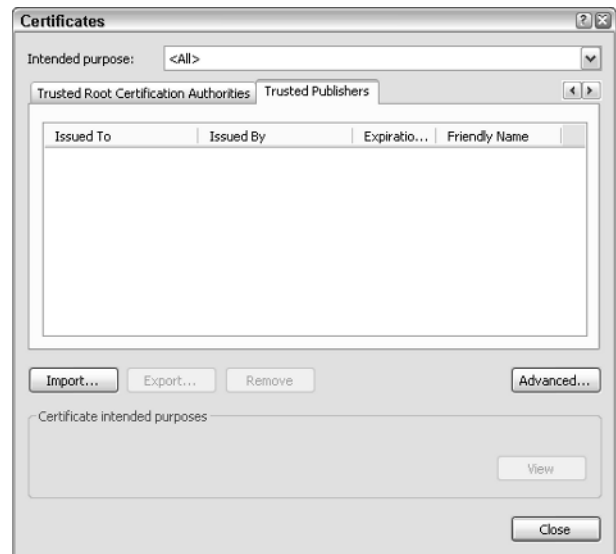 Certificates
Intended purpose: <All>
Trusted Root Certification Authorities Trusted Publishers
Issued To Issued By Expiratio... Friendly Name
Import... Export... Remove Advanced...
Certificate intended purposes
View
Close